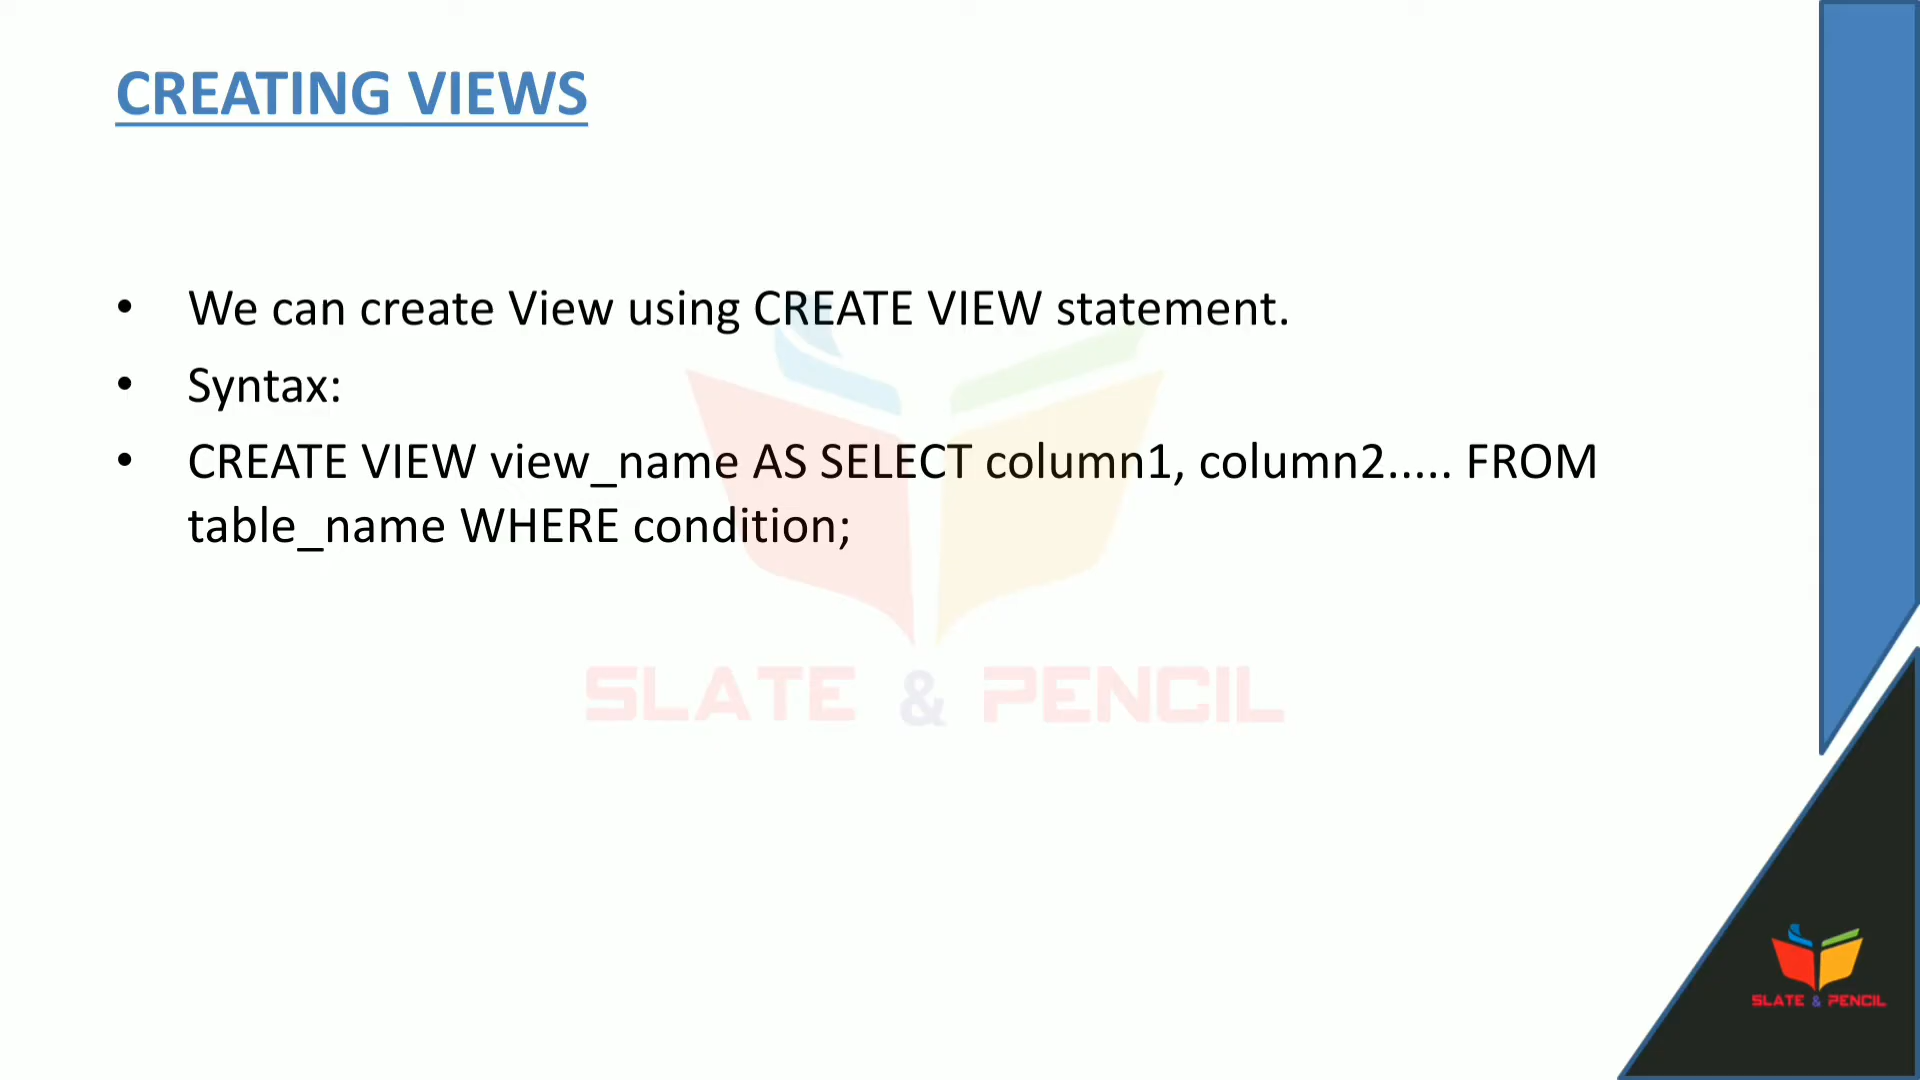 CREATING VIEWS
• We can create View using CREATE VIEW statement.
• Syntax:
• CREATE VIEW view_name AS SELECT column1, column2..... FROM
table_name WHERE condition;
SLATE & PENCIL
SLATE & PENCIL